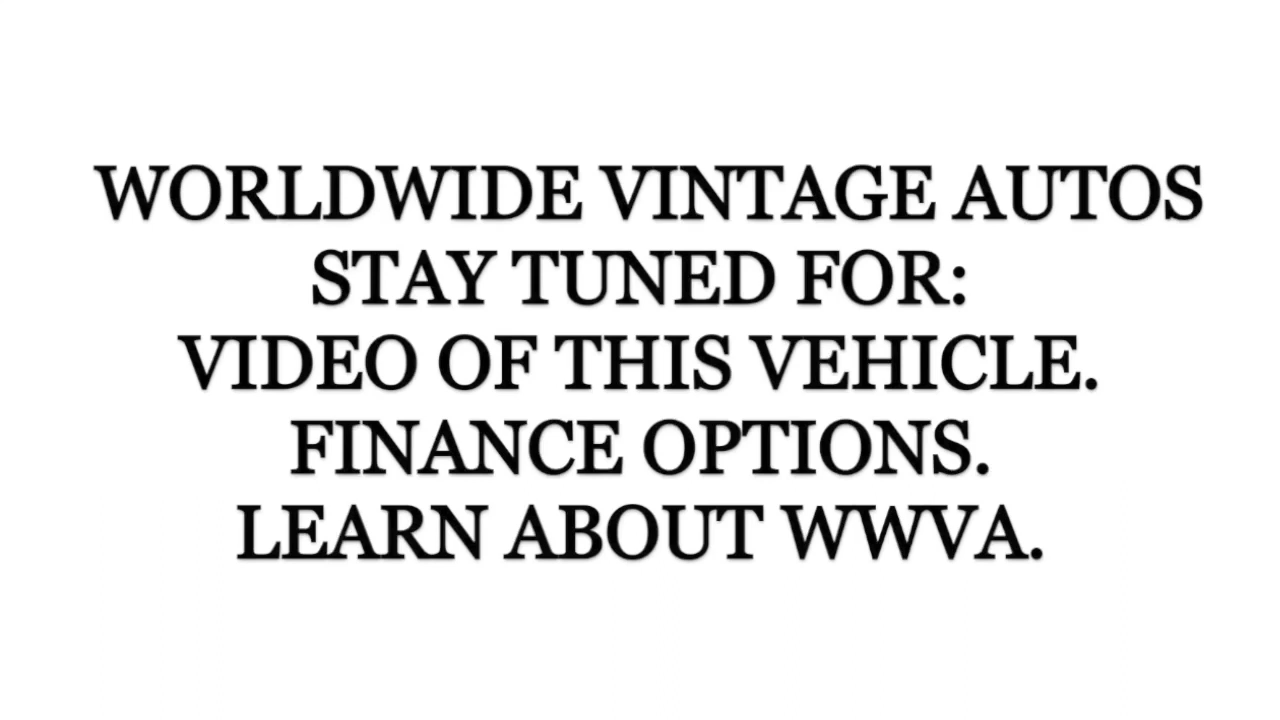 WORLDWIDE VINTAGE AUTOS
STAY TUNED FOR:
VIDEO OF THIS VEHICLE.
FINANCE OPTIONS.
LEARN ABOUT WWVA.